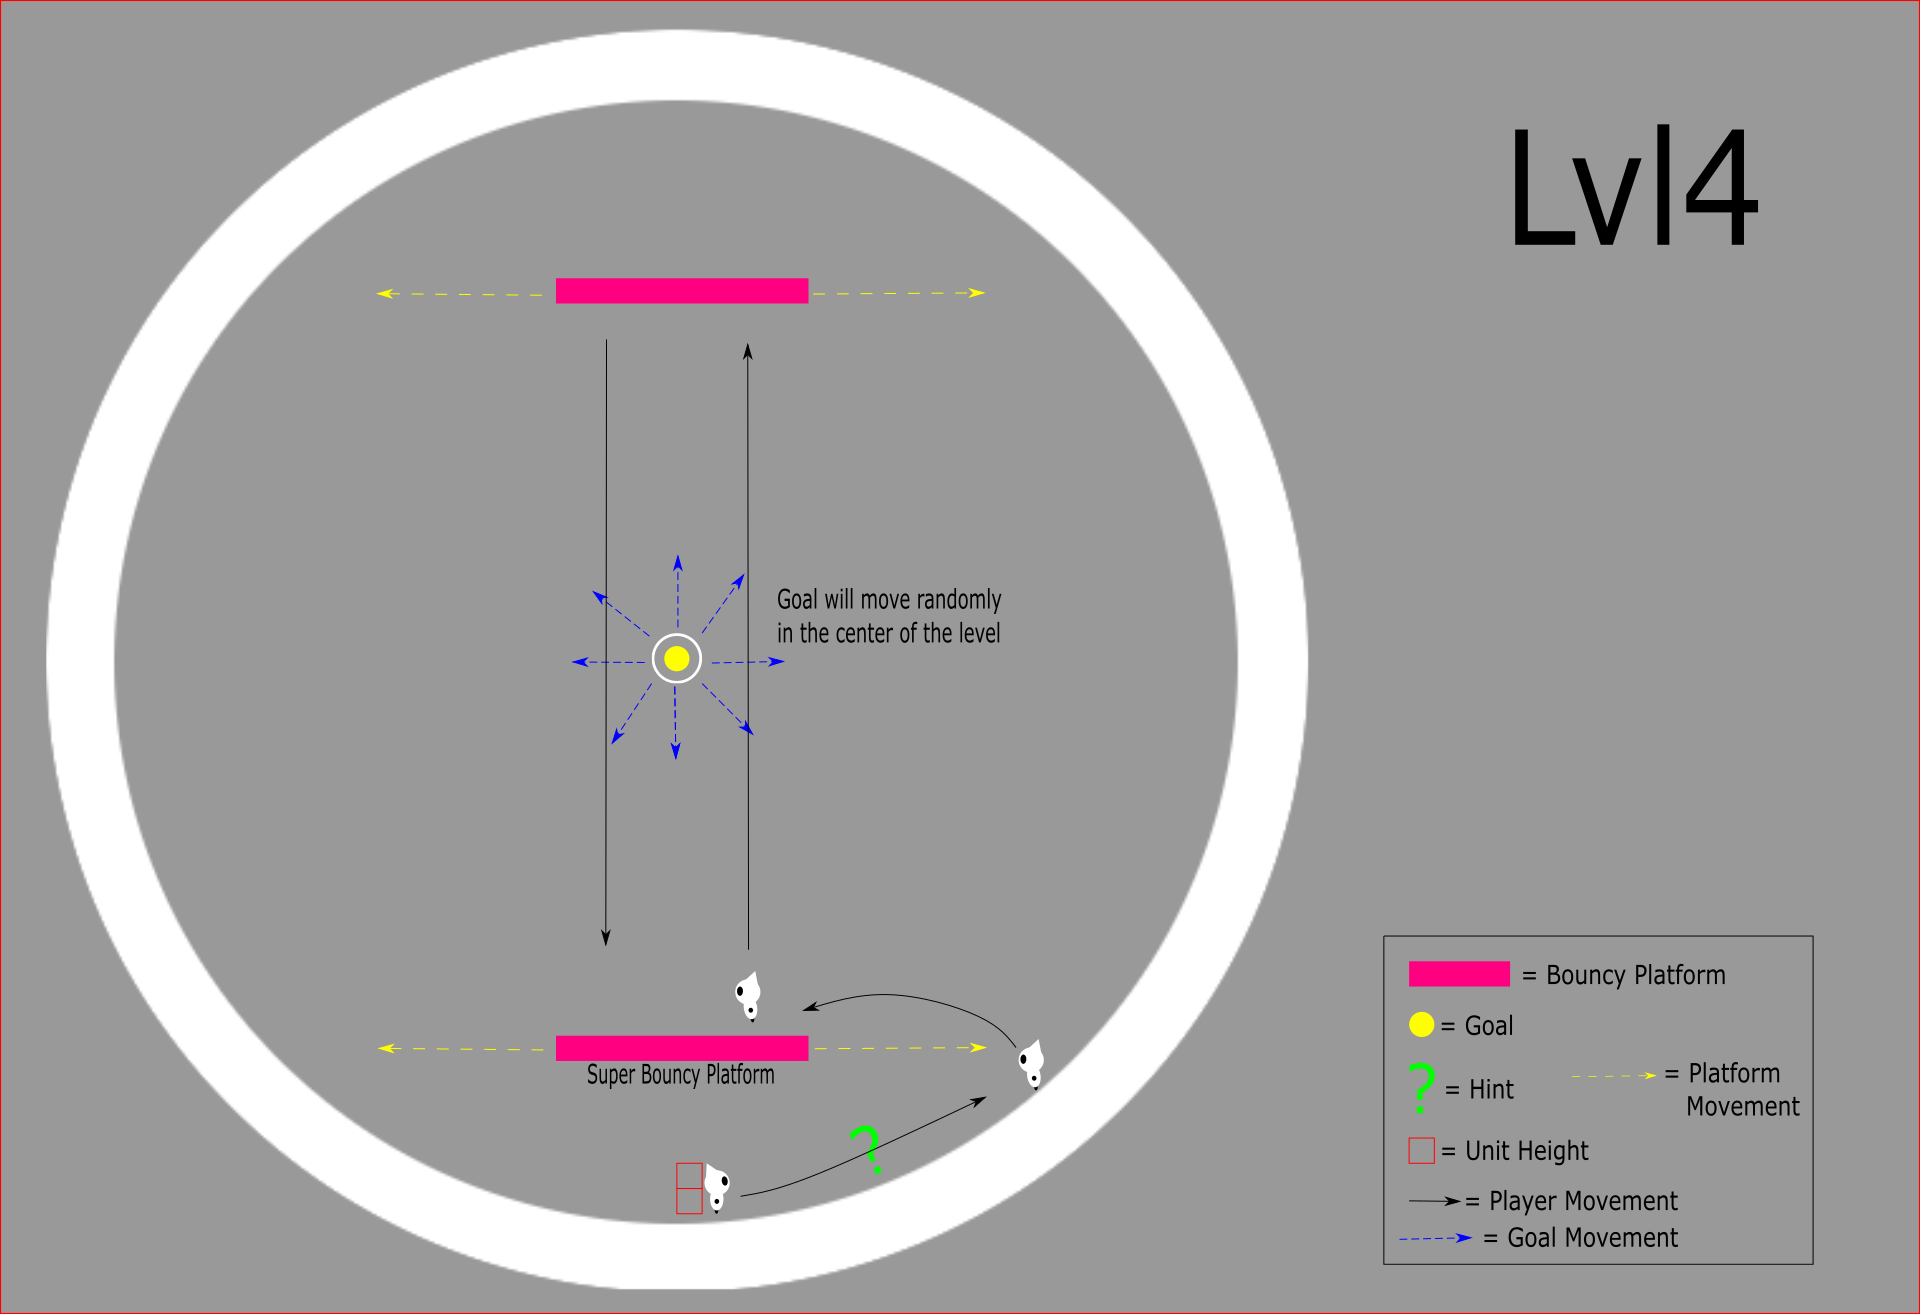 Lvl4
Goal will move randomly
in the center of the level
Super Bouncy Platform
?
= Bouncy Platform
= Goal
? = Hint
= Platform
Movement
= Unit Height
= Player Movement
= Goal Movement